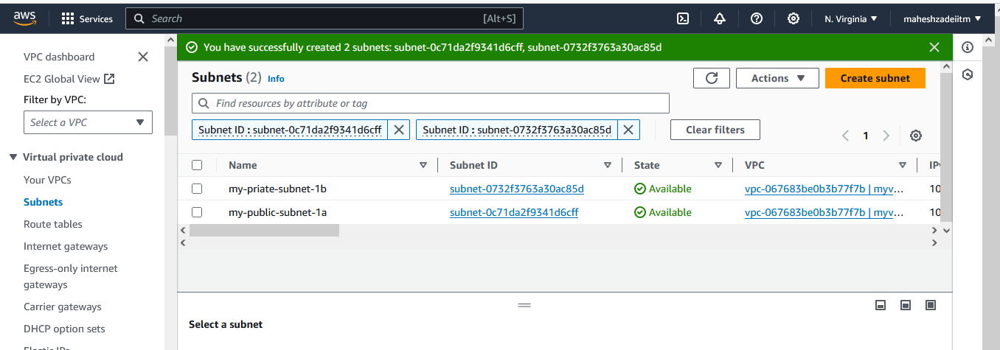 aws Services Search [Alt+S] N. Virginia maheshzadeiitm
VPC dashboard
EC2 Global View
Filter by VPC:
Select a VPC
Virtual private cloud
Your VPCs
Subnets
Route tables
Internet gateways
Egress-only internet
gateways
Carrier gateways
DHCP option sets
Elastic IPs
You have successfully created 2 subnets: subnet-0c71da2f9341d6cff, subnet-0732f3763a30ac85d
Subnets (2) Info Actions Create subnet
Find resources by attribute or tag
Subnet ID : subnet-0c71da2f9341d6cff Subnet ID : subnet-0732f3763a30ac85d Clear filters
1
Name Subnet ID State VPC IPv
my-priate-subnet-1b subnet-0732f3763a30ac85d Available vpc-067683be0b3b77f7b | myv... 10
my-public-subnet-1a subnet-0c71da2f9341d6cff Available vpc-067683be0b3b77f7b | myv... 10
Select a subnet